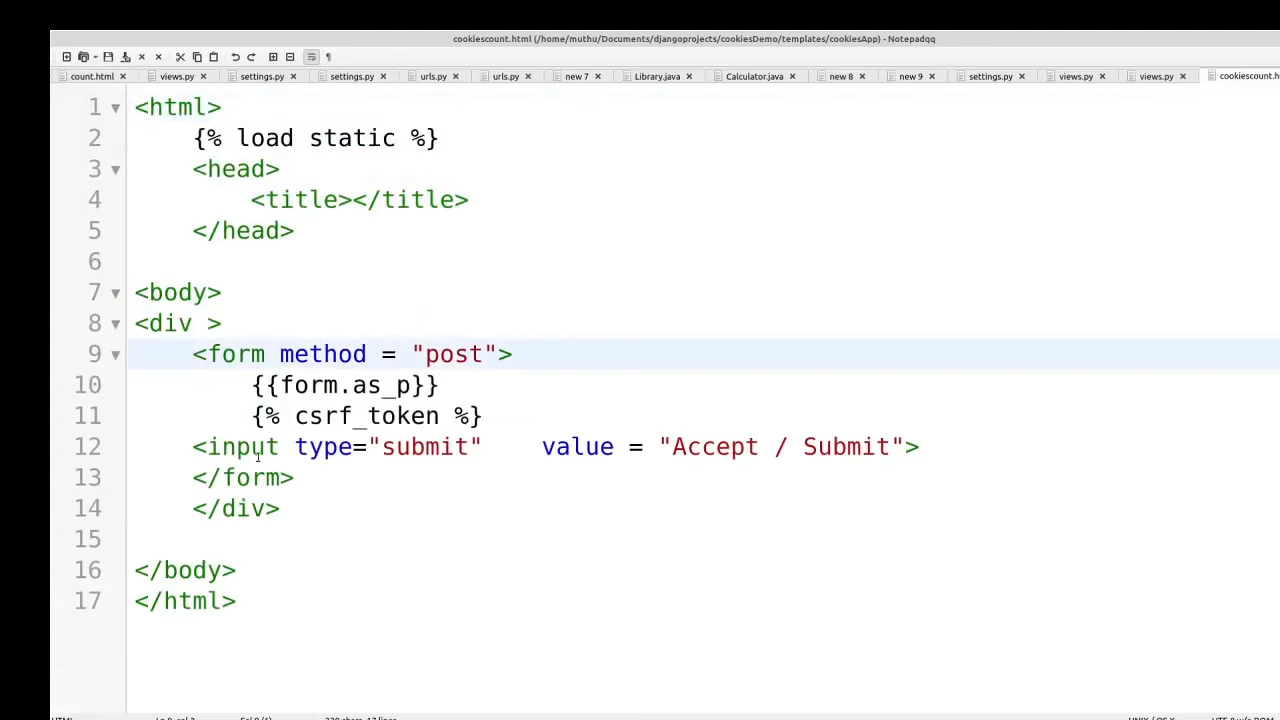 cookiescount.html (/home/muthu/Documents/djangoprojects/cookiesDemo/templates/cookiesApp) - Notepadqq
count.html views.py settings.py settings.py urls.py urls.py new 7 Library.java Calculator.java new 8 new 9 settings.py views.py views.py
1 <html>
2 {% load static %}
3 <head>
4 <title></title>
5 </head>
6
7 <body>
8 <div >
9 <form method = "post">
10 {{form.as_p}}
11 {% csrf_token %}
12 <input type="submit" value = "Accept / Submit">
13 </form>
14 </div>
15
16 </body>
17 </html>